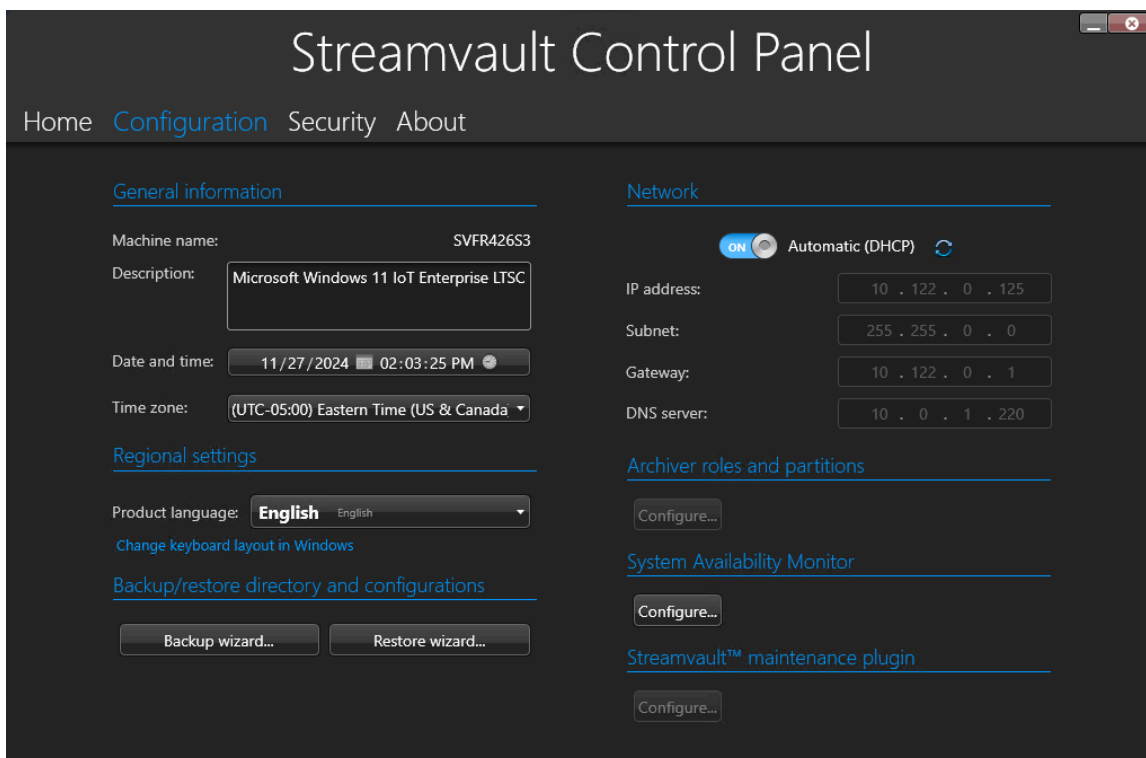 Streamvault Control Panel
Home Configuration Security About
General information
Machine name: SVFR426S3
Description: Microsoft Windows 11 IoT Enterprise LTSC
Date and time: 11/27/2024 02:03:25 PM
Time zone: (UTC-05:00) Eastern Time (US & Canada
Regional settings
Product language: English English
Change keyboard layout in Windows
Backup/restore directory and configurations
Backup wizard... Restore wizard...
Network
ON Automatic (DHCP)
IP address: 10 . 122 . 0 . 125
Subnet: 255 . 255 . 0 . 0
Gateway: 10 . 122 . 0 . 1
DNS server: 10 . 0 . 1 . 220
Archiver roles and partitions
Configure...
System Availability Monitor
Configure...
Streamvault™ maintenance plugin
Configure...